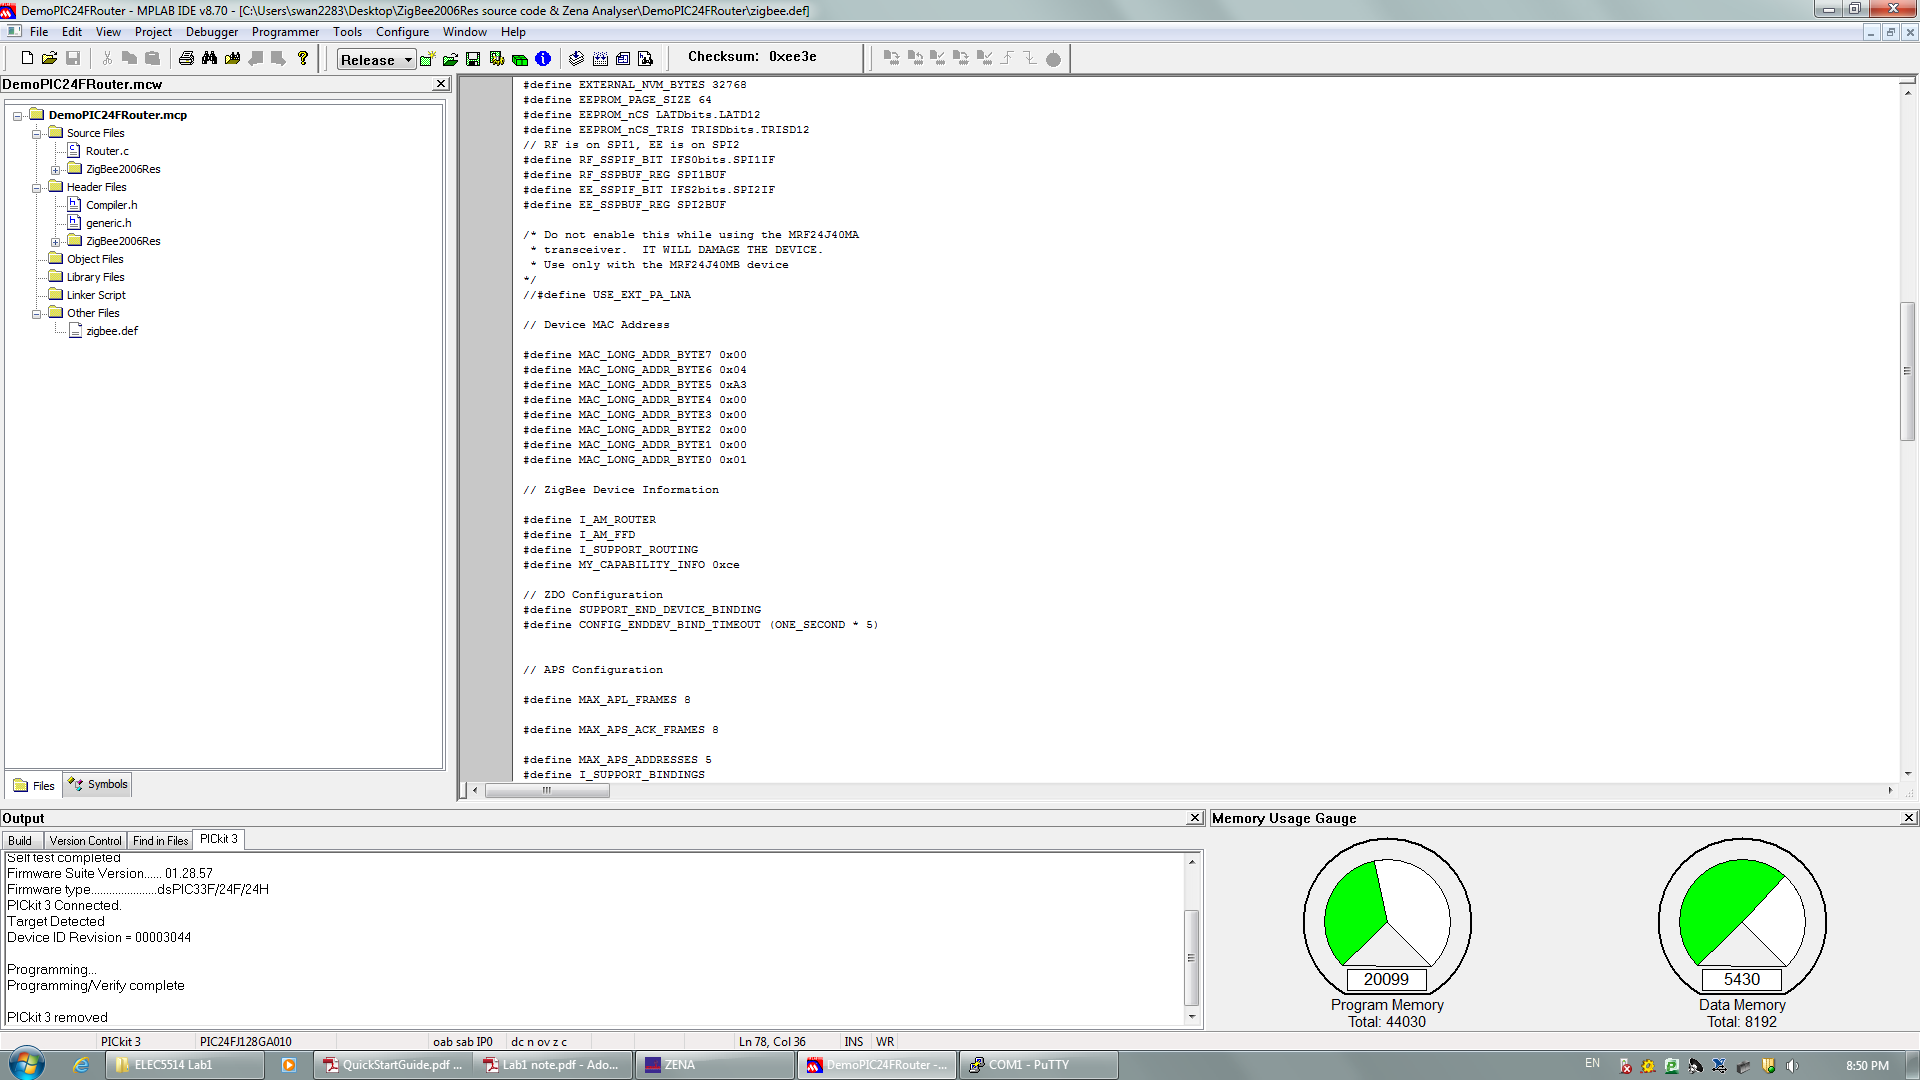 DemoPIC24FRouter - MPLAB IDE v8.70 - [C:\Users\swan2283\Desktop\ZigBee2006Res source code & Zena Analyser\DemoPIC24FRouter\zigbee.def]
File Edit View Project Debugger Programmer Tools Configure Window Help
Release Checksum: 0xee3e
DemoPIC24FRouter.mcw
DemoPIC24FRouter.mcp
Source Files
Router.c
ZigBee2006Res
Header Files
Compiler.h
generic.h
ZigBee2006Res
Object Files
Library Files
Linker Script
Other Files
zigbee.def
Files Symbols
#define EXTERNAL_NVM_BYTES 32768
#define EEPROM_PAGE_SIZE 64
#define EEPROM_nCS LATDbits.LATD12
#define EEPROM_nCS_TRIS TRISDbits.TRISD12
// RF is on SPI1, EE is on SPI2
#define RF_SSPIF_BIT IFS0bits.SPI1IF
#define RF_SSPBUF_REG SPI1BUF
#define EE_SSPIF_BIT IFS2bits.SPI2IF
#define EE_SSPBUF_REG SPI2BUF
/* Do not enable this while using the MRF24J40MA
* transceiver. IT WILL DAMAGE THE DEVICE.
* Use only with the MRF24J40MB device
*/
//#define USE_EXT_PA_LNA
// Device MAC Address
#define MAC_LONG_ADDR_BYTE7 0x00
#define MAC_LONG_ADDR_BYTE6 0x04
#define MAC_LONG_ADDR_BYTE5 0xA3
#define MAC_LONG_ADDR_BYTE4 0x00
#define MAC_LONG_ADDR_BYTE3 0x00
#define MAC_LONG_ADDR_BYTE2 0x00
#define MAC_LONG_ADDR_BYTE1 0x00
#define MAC_LONG_ADDR_BYTE0 0x01
// ZigBee Device Information
#define I_AM_ROUTER
#define I_AM_FFD
#define I_SUPPORT_ROUTING
#define MY_CAPABILITY_INFO 0xce
// ZDO Configuration
#define SUPPORT_END_DEVICE_BINDING
#define CONFIG_ENDDEV_BIND_TIMEOUT (ONE_SECOND * 5)
// APS Configuration
#define MAX_APL_FRAMES 8
#define MAX_APS_ACK_FRAMES 8
#define MAX_APS_ADDRESSES 5
#define I_SUPPORT_BINDINGS
Output
Build Version Control Find in Files PICkit 3
Self test completed
Firmware Suite Version...... 01.28.57
Firmware type......................dsPIC33F/24F/24H
PICkit 3 Connected.
Target Detected
Device ID Revision = 00003044
Programming...
Programming/Verify complete
PICkit 3 removed
Memory Usage Gauge
20099
Program Memory
Total: 44030
5430
Data Memory
Total: 8192
PICkit 3 PIC24FJ128GA010 oab sab IP0 dc n ov z c Ln 78, Col 36 INS WR
ELEC5514 Lab1 QuickStartGuide.pdf ... Lab1 note.pdf - Ado... ZENA DemoPIC24FRouter -... COM1 - PuTTY EN 8:50 PM